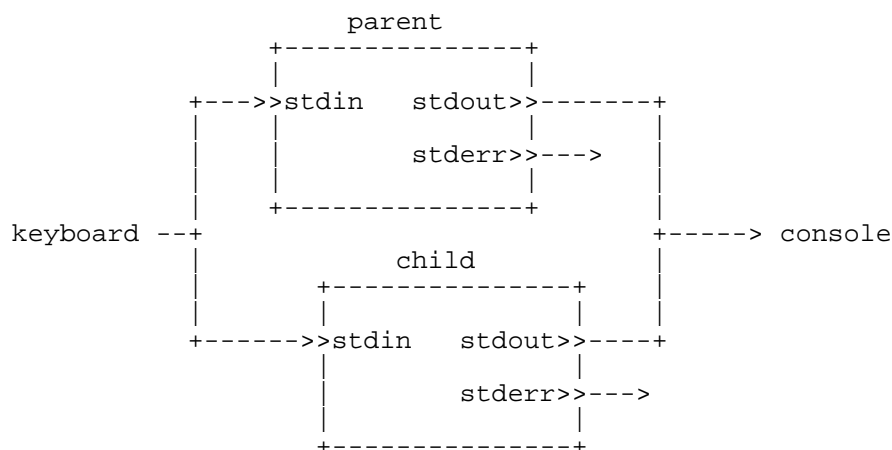 parent
stdin stdout
stderr
keyboard console
child
stdin stdout
stderr